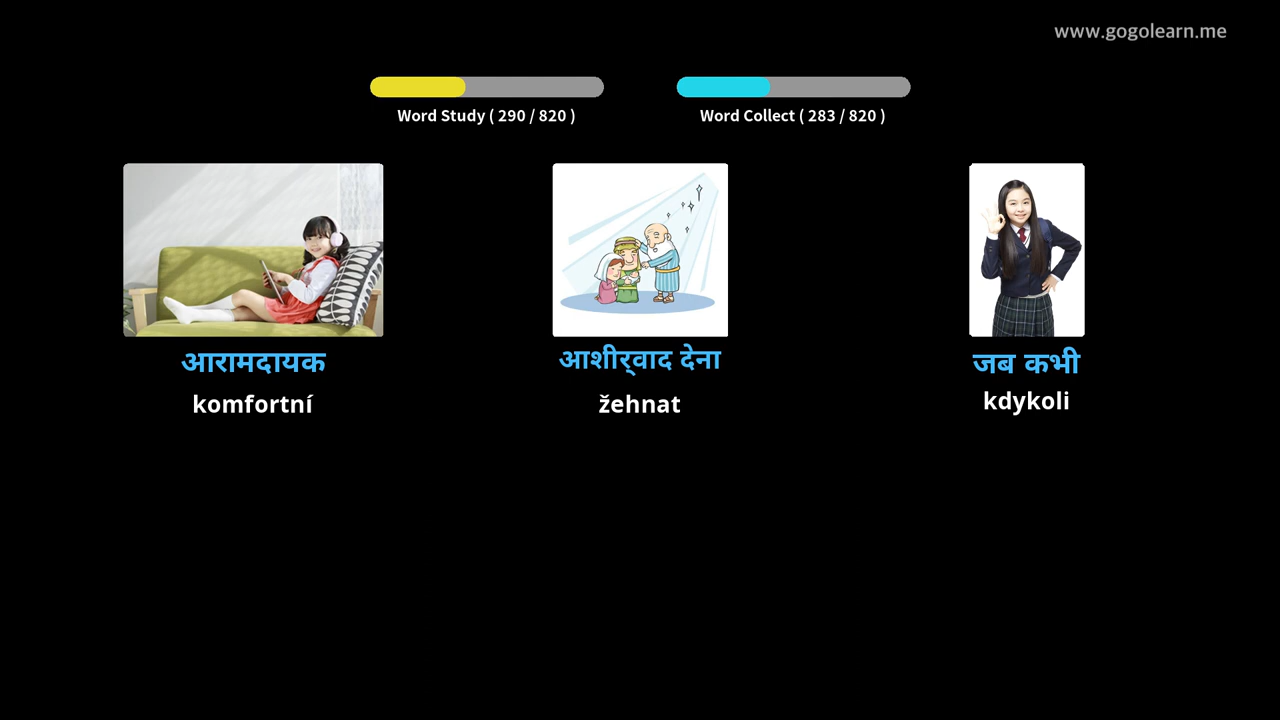 www.gogolearn.me
Word Study ( 290 / 820 )
Word Collect ( 283 / 820 )
आरामदायक
आशीर्‌वाद देना
जब कभी
komfortní
žehnat
kdykoli